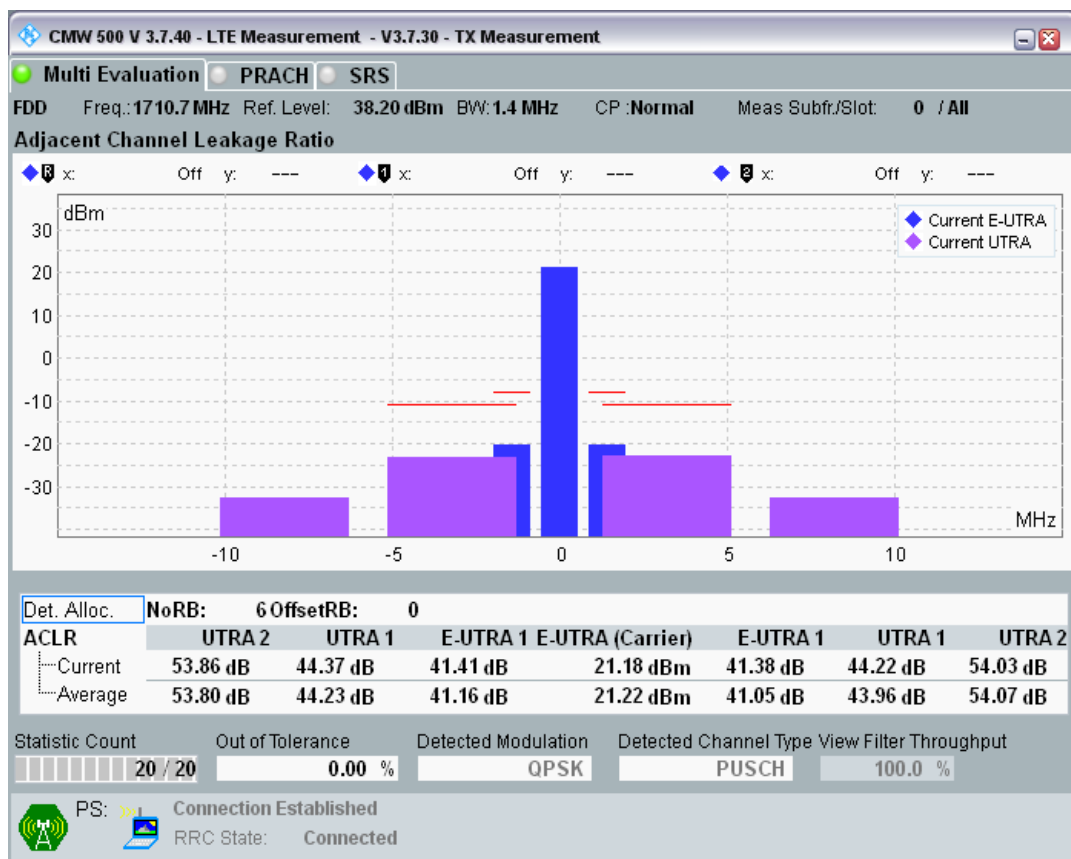 CMW 500 V 3.7.40 - LTE Measurement - V3.7.30 - TX Measurement
Multi Evaluation PRACH SRS
FDD Freq.: 1710.7 MHz Ref. Level: 38.20 dBm BW: 1.4 MHz CP :Normal Meas Subfr./Slot: 0 / All
Adjacent Channel Leakage Ratio
R x: Off y: --- 1 x: Off y: --- 2 x: Off y: ---
dBm
Current E-UTRA
Current UTRA
30
20
10
0
-10
-20
-30
MHz
-10 -5 0 5 10
Det. Alloc. NoRB: 6 OffsetRB: 0
ACLR UTRA 2 UTRA 1 E-UTRA 1 E-UTRA (Carrier) E-UTRA 1 UTRA 1 UTRA 2
Current 53.86 dB 44.37 dB 41.41 dB 21.18 dBm 41.38 dB 44.22 dB 54.03 dB
Average 53.80 dB 44.23 dB 41.16 dB 21.22 dBm 41.05 dB 43.96 dB 54.07 dB
Statistic Count Out of Tolerance Detected Modulation Detected Channel Type View Filter Throughput
20 / 20 0.00 % QPSK PUSCH 100.0 %
PS: Connection Established
RRC State: Connected